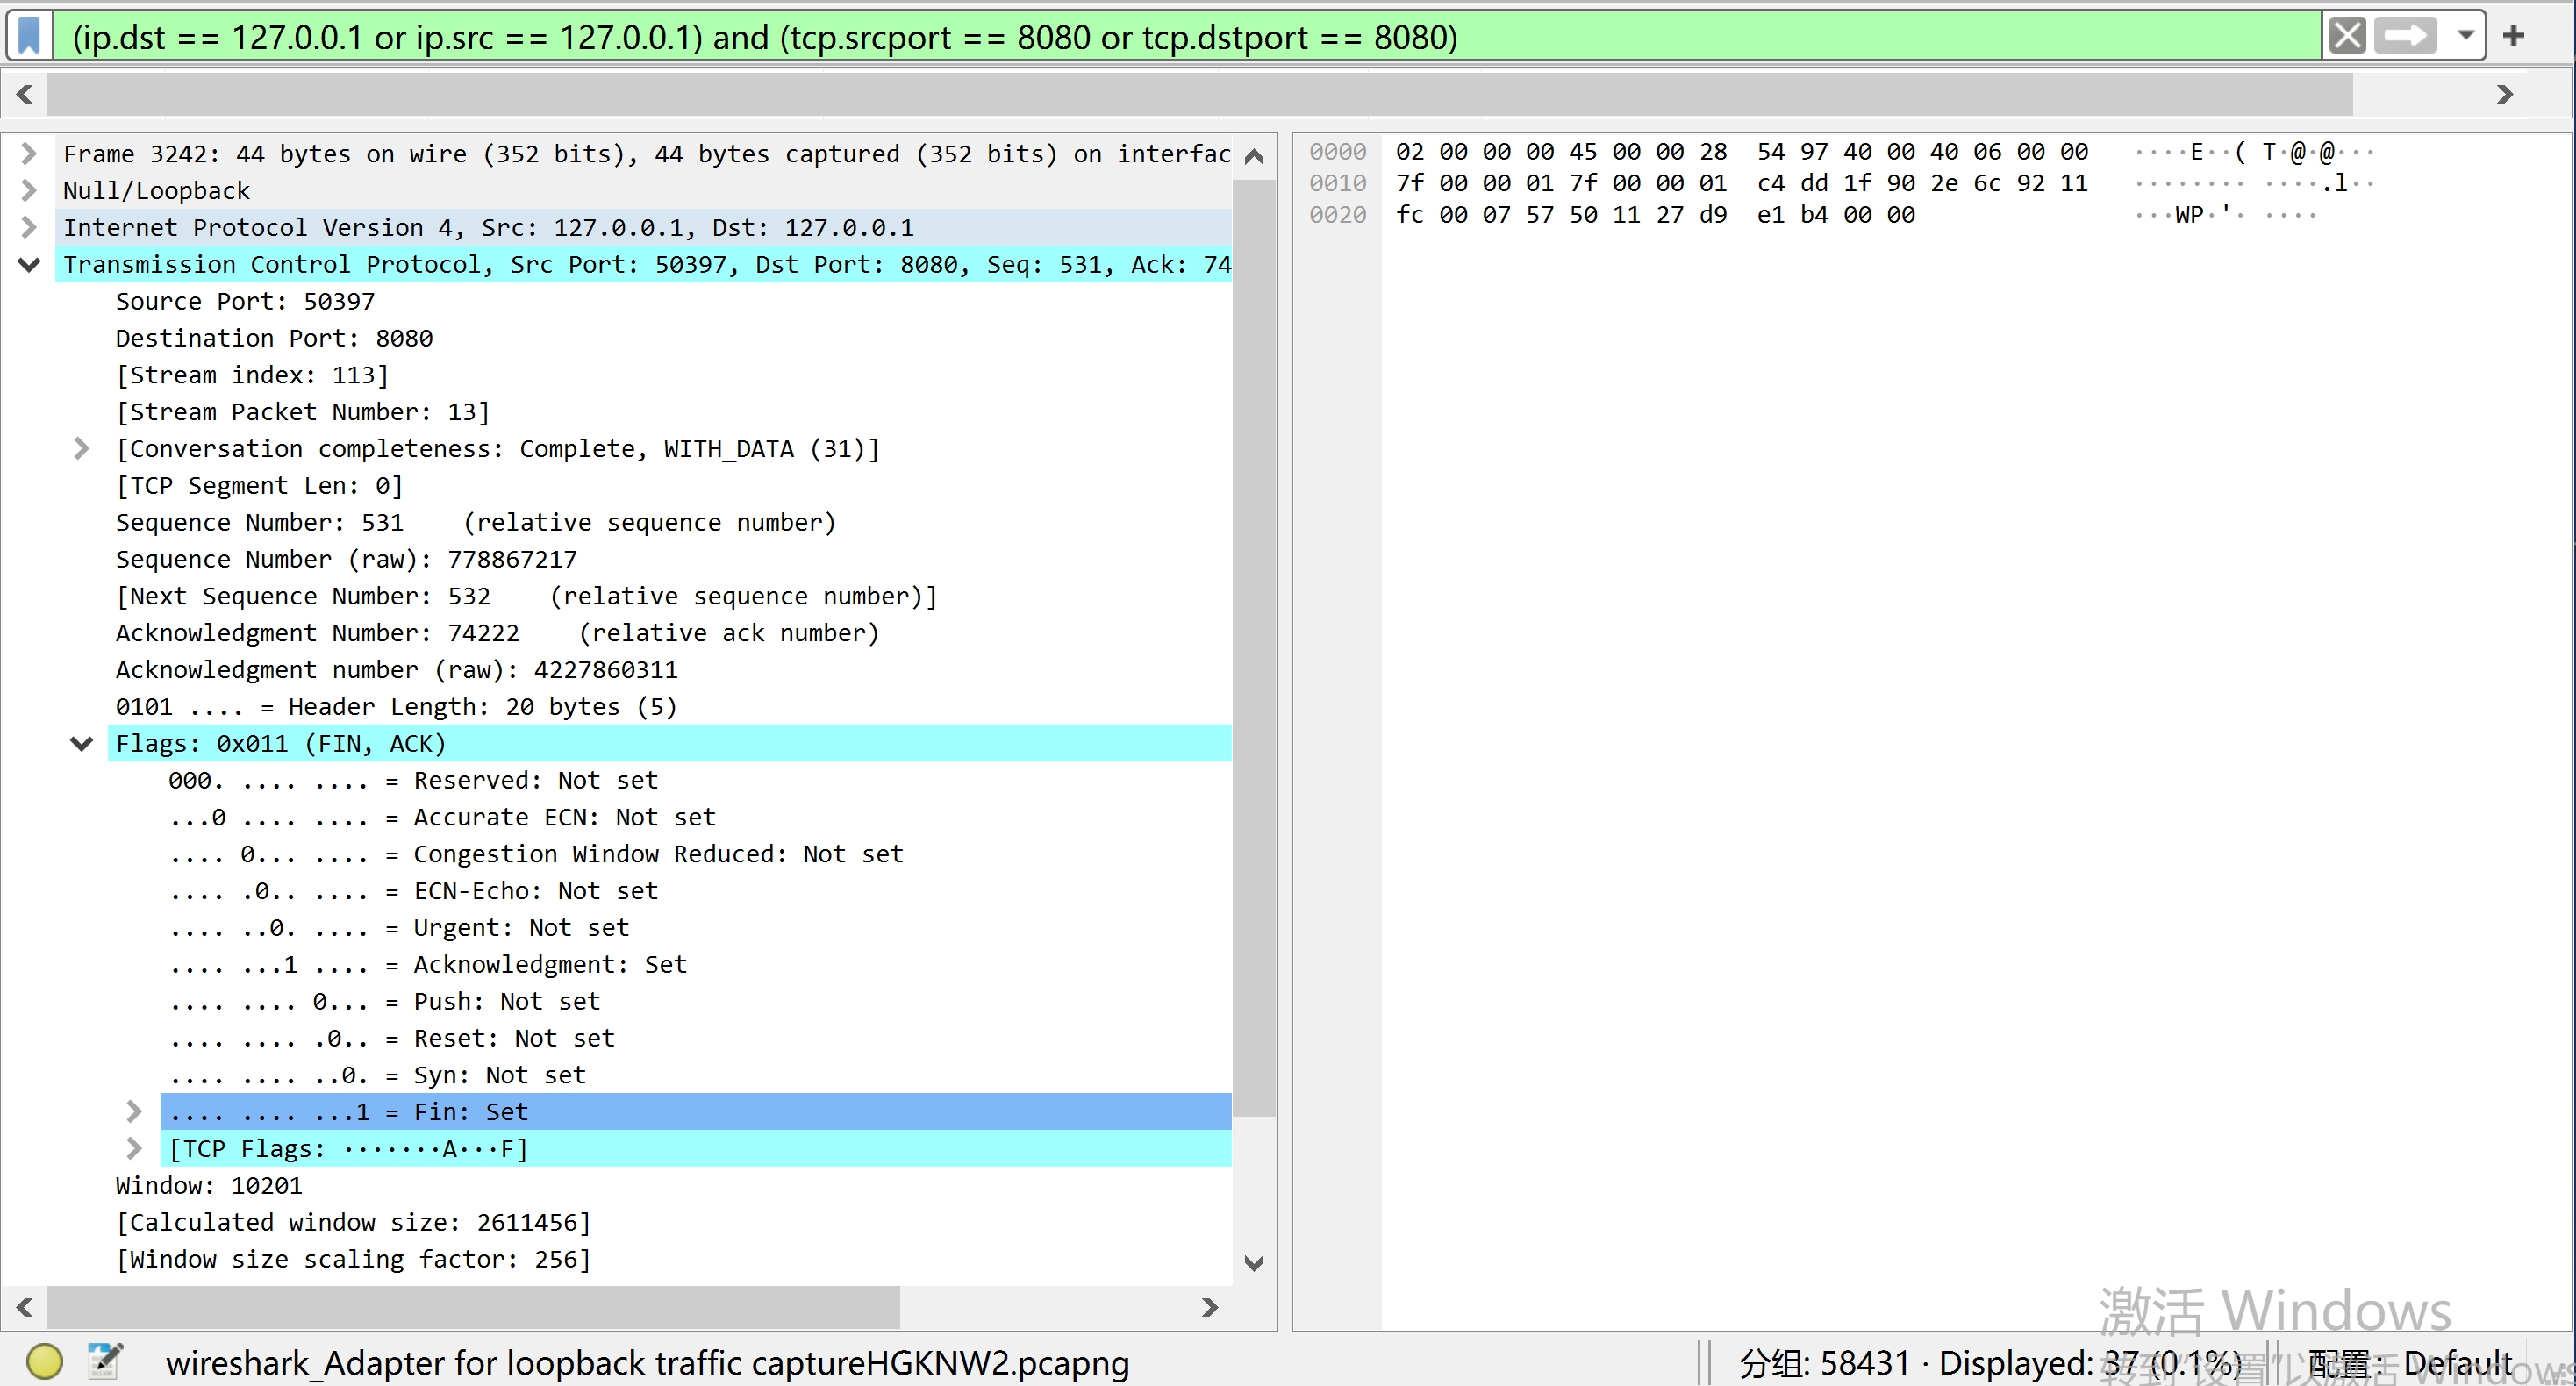 (ip.dst == 127.0.0.1 or ip.src == 127.0.0.1) and (tcp.srcport == 8080 or tcp.dstport == 8080)
Frame 3242: 44 bytes on wire (352 bits), 44 bytes captured (352 bits) on interfac
Null/Loopback
Internet Protocol Version 4, Src: 127.0.0.1, Dst: 127.0.0.1
Transmission Control Protocol, Src Port: 50397, Dst Port: 8080, Seq: 531, Ack: 74
Source Port: 50397
Destination Port: 8080
[Stream index: 113]
[Stream Packet Number: 13]
[Conversation completeness: Complete, WITH_DATA (31)]
[TCP Segment Len: 0]
Sequence Number: 531    (relative sequence number)
Sequence Number (raw): 778867217
[Next Sequence Number: 532    (relative sequence number)]
Acknowledgment Number: 74222    (relative ack number)
Acknowledgment number (raw): 4227860311
0101 .... = Header Length: 20 bytes (5)
Flags: 0x011 (FIN, ACK)
000. .... .... = Reserved: Not set
...0 .... .... = Accurate ECN: Not set
.... 0... .... = Congestion Window Reduced: Not set
.... .0.. .... = ECN-Echo: Not set
.... ..0. .... = Urgent: Not set
.... ...1 .... = Acknowledgment: Set
.... .... 0... = Push: Not set
.... .... .0.. = Reset: Not set
.... .... ..0. = Syn: Not set
.... .... ...1 = Fin: Set
[TCP Flags: ·······A···F]
Window: 10201
[Calculated window size: 2611456]
[Window size scaling factor: 256]
0000 02 00 00 00 45 00 00 28 54 97 40 00 40 06 00 00 ····E··( T·@·@···
0010 7f 00 00 01 7f 00 00 01 c4 dd 1f 90 2e 6c 92 11 ········ ····.l··
0020 fc 00 07 57 50 11 27 d9 e1 b4 00 00 ···WP·'· ····
激活 Windows
转到"设置"以激活 Windows
wireshark_Adapter for loopback traffic captureHGKNW2.pcapng
分组: 58431 · Displayed: 37 (0.1%)
配置: Default